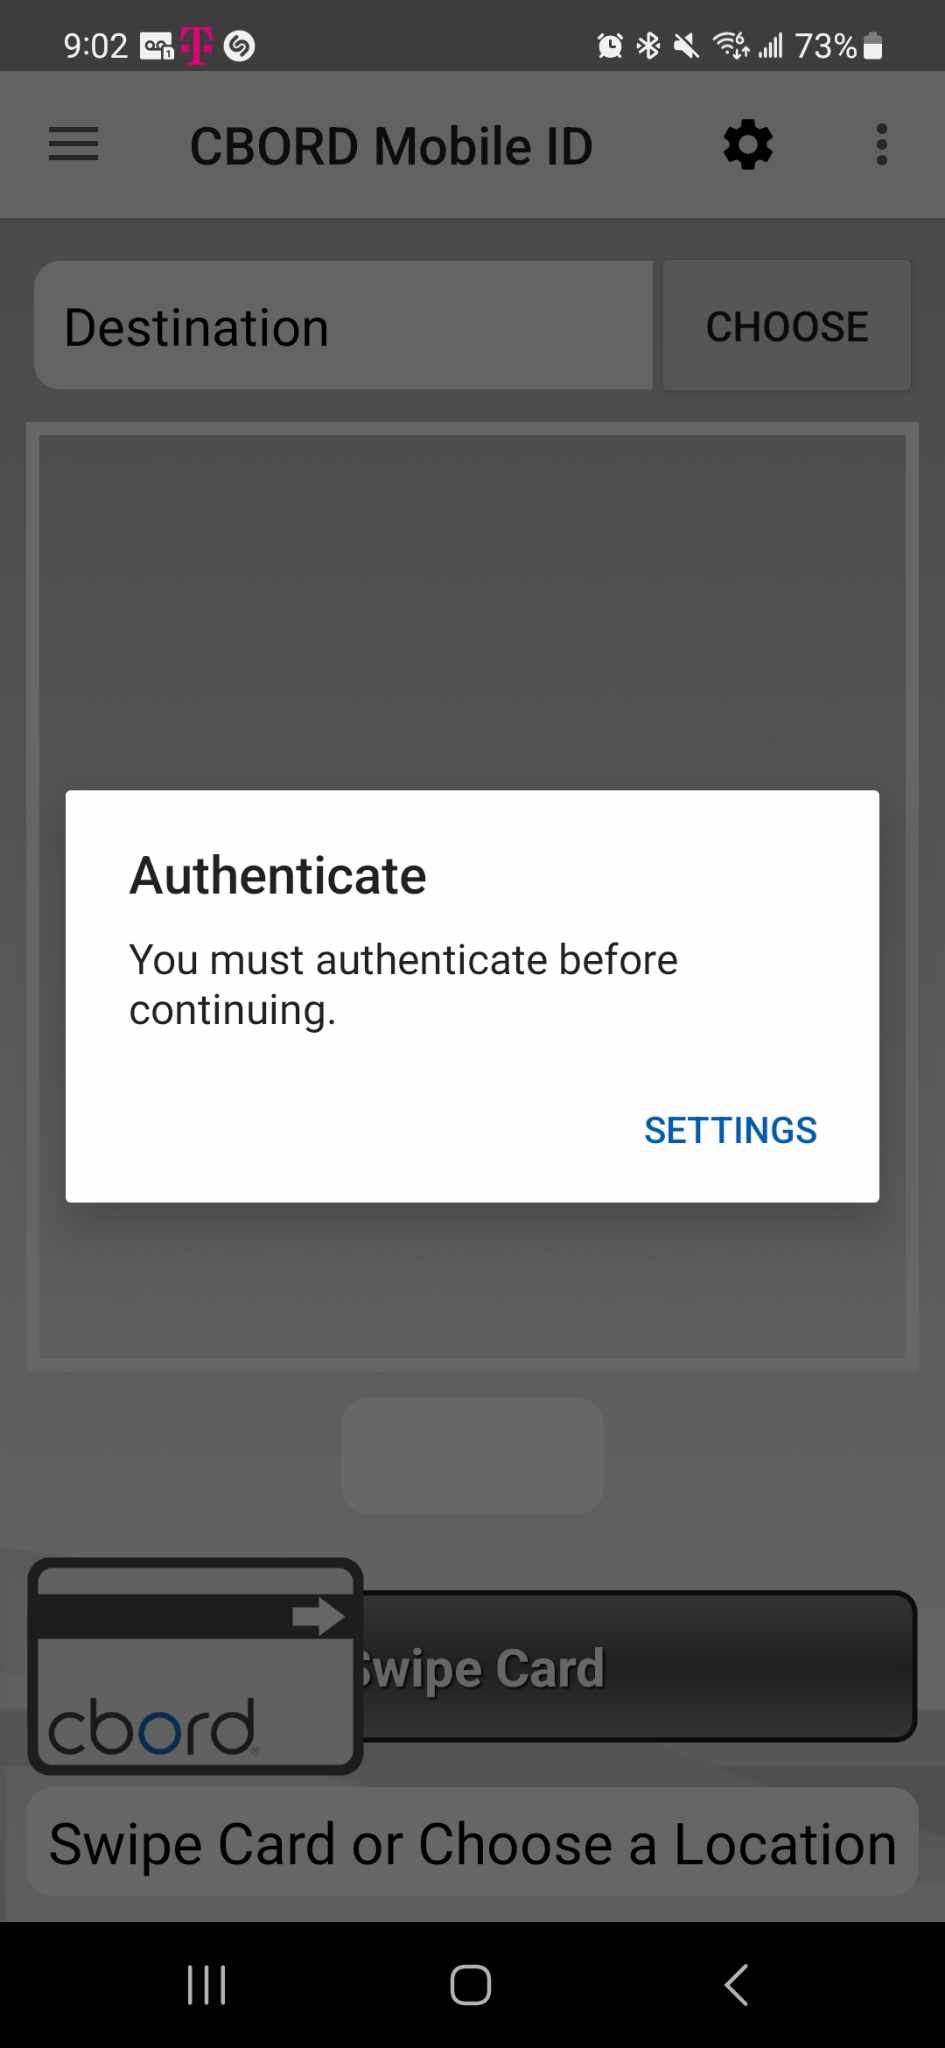 9:02 73%
CBORD Mobile ID
Destination CHOOSE
Authenticate
You must authenticate before
continuing.
SETTINGS
Swipe Card
cbord
Swipe Card or Choose a Location